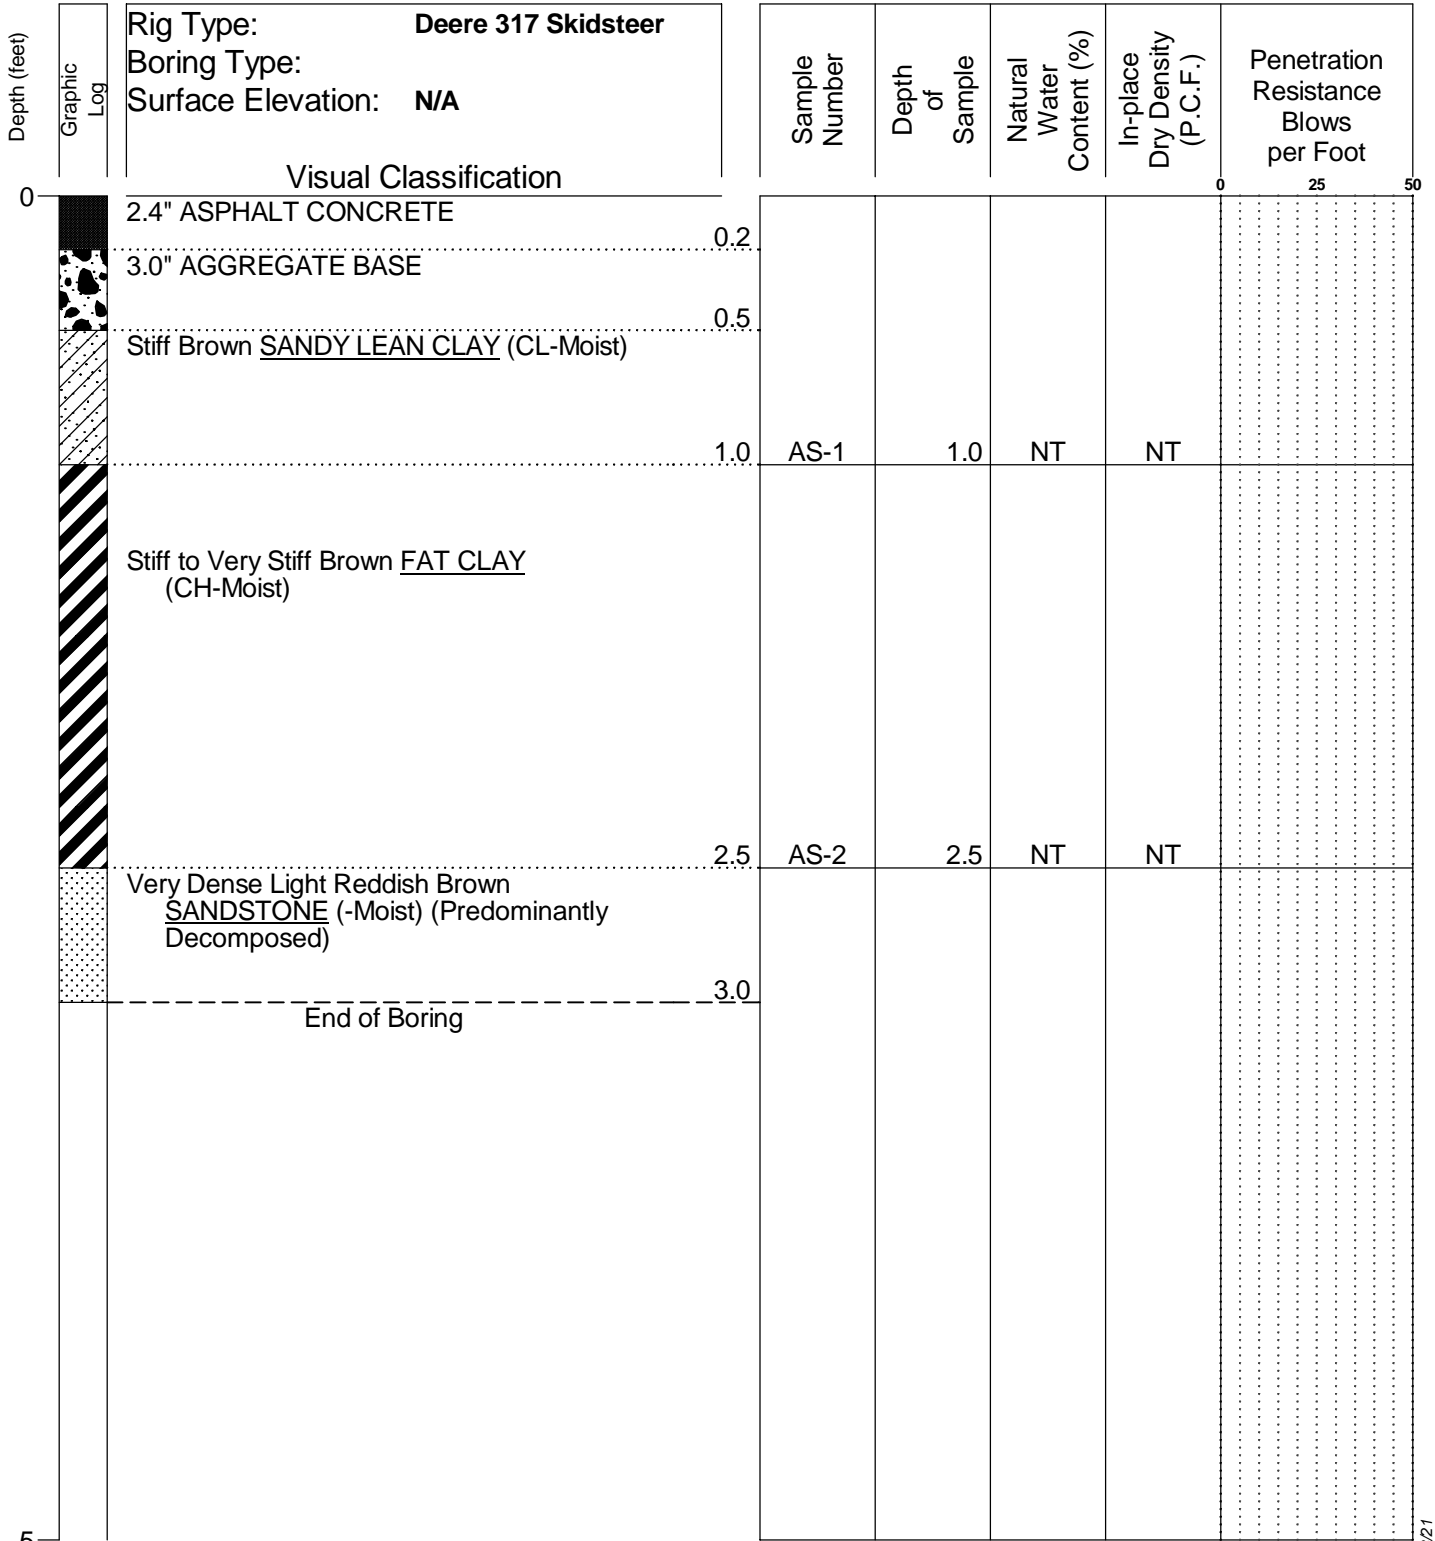 Depth (feet)
Graphic
Log
Rig Type: Deere 317 Skidsteer
Boring Type:
Surface Elevation: N/A
Visual Classification
Sample
Number
Depth
of
Sample
Natural
Water
Content (%)
In-place
Dry Density
(P.C.F.)
Penetration
Resistance
Blows
per Foot
0 25 50
0
2.4" ASPHALT CONCRETE
0.2
3.0" AGGREGATE BASE
0.5
Stiff Brown SANDY LEAN CLAY (CL-Moist)
1.0 AS-1 1.0 NT NT
Stiff to Very Stiff Brown FAT CLAY
(CH-Moist)
2.5 AS-2 2.5 NT NT
Very Dense Light Reddish Brown
SANDSTONE (-Moist) (Predominantly
Decomposed)
3.0
End of Boring
5